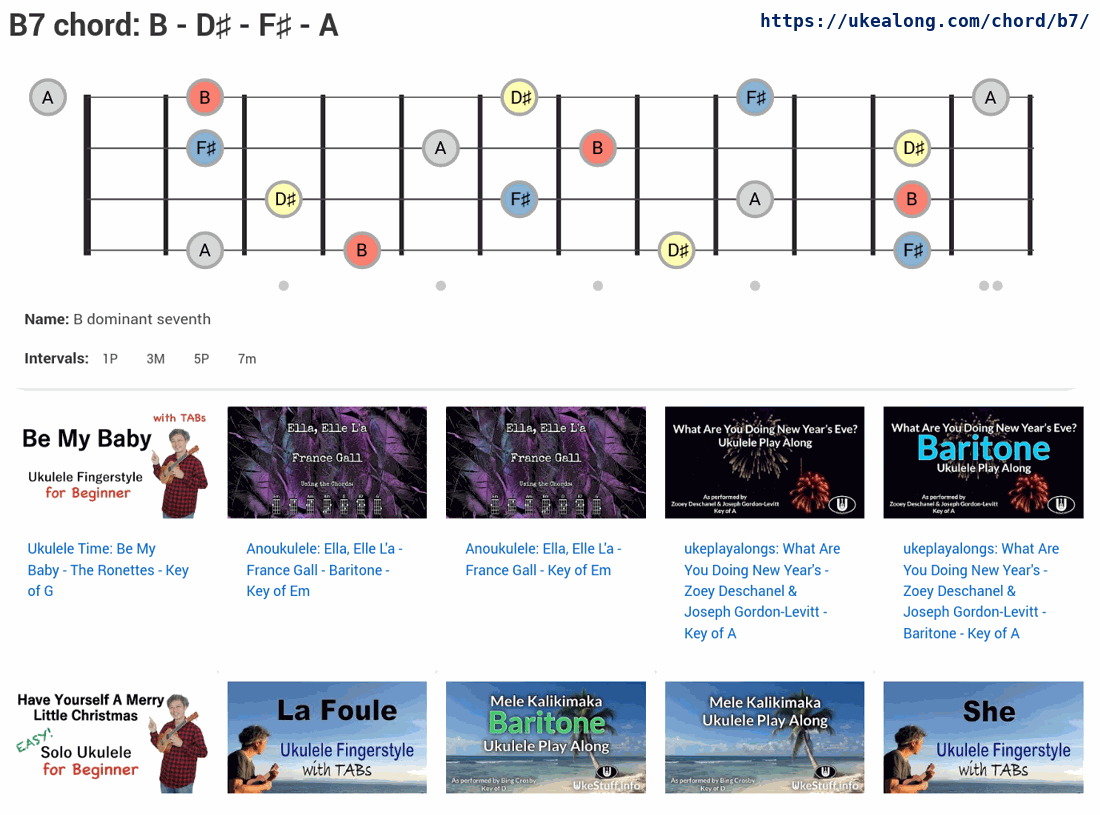 B7 chord: B - D♯ - F♯ - A
https://ukealong.com/chord/b7/
A B D♯ F♯ A
F♯ A B D♯
D♯ F♯ A B
A B D♯ F♯
Name: B dominant seventh
Intervals: 1P 3M 5P 7m
with TABs
Be My Baby
Ukulele Fingerstyle
for Beginner
Ella, Elle L'a
France Gall
Using the Chords:
Ella, Elle L'a
France Gall
Using the Chords:
What Are You Doing New Year's Eve?
Ukulele Play Along
As performed by
Zooey Deschanel & Joseph Gordon-Levitt
Key of A
What Are You Doing New Year's Eve?
Baritone
Ukulele Play Along
As performed by
Zooey Deschanel & Joseph Gordon-Levitt
Key of A
Ukulele Time: Be My
Baby - The Ronettes - Key
of G
Anoukulele: Ella, Elle L'a -
France Gall - Baritone -
Key of Em
Anoukulele: Ella, Elle L'a -
France Gall - Key of Em
ukeplayalongs: What Are
You Doing New Year's -
Zoey Deschanel &
Joseph Gordon-Levitt -
Key of A
ukeplayalongs: What Are
You Doing New Year's -
Zoey Deschanel &
Joseph Gordon-Levitt -
Baritone - Key of A
Have Yourself A Merry
Little Christmas
EASY!
Solo Ukulele
for Beginner
La Foule
Ukulele Fingerstyle
with TABs
Mele Kalikimaka
Baritone
Ukulele Play Along
As performed by Bing Crosby
Key of D
UkeStuff.info
Mele Kalikimaka
Ukulele Play Along
As performed by Bing Crosby
Key of D
UkeStuff.info
She
Ukulele Fingerstyle
with TABs